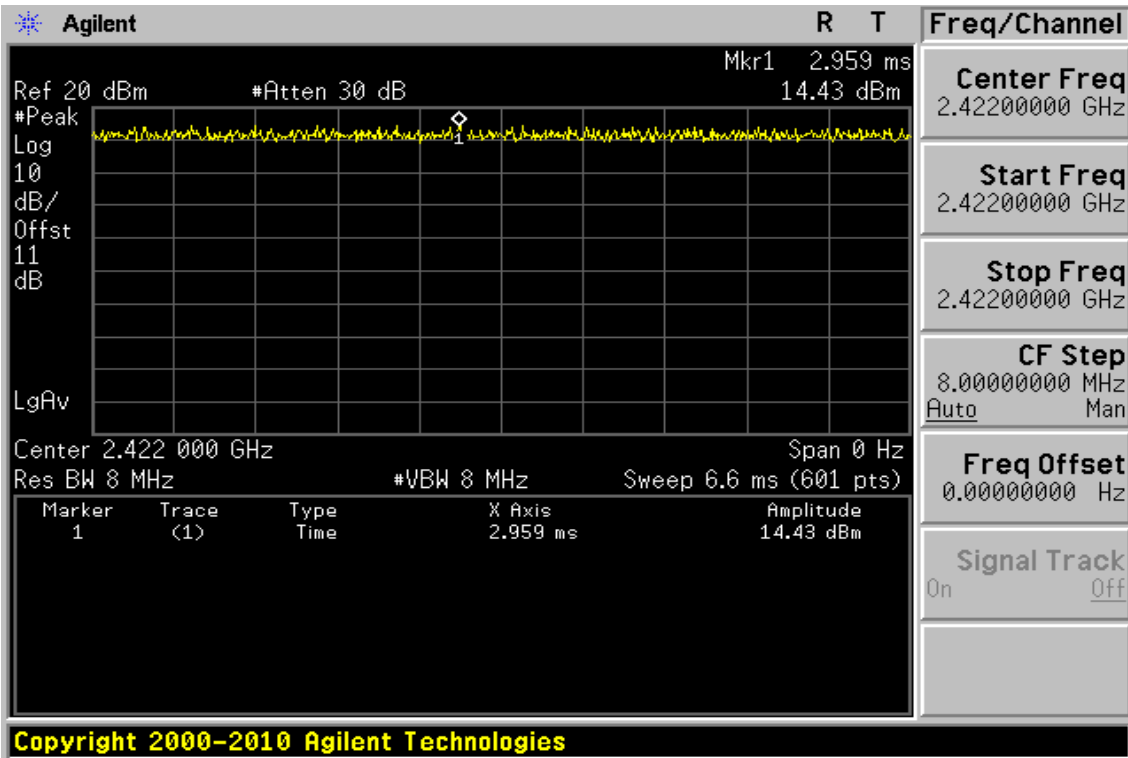 Agilent R T
Mkr1 2.959 ms
Ref 20 dBm #Atten 30 dB 14.43 dBm
#Peak
Log
10
dB/
Offst
11
dB
LgAv
1
Center 2.422 000 GHz Span 0 Hz
Res BW 8 MHz #VBW 8 MHz Sweep 6.6 ms (601 pts)
Marker Trace Type X Axis Amplitude
1 (1) Time 2.959 ms 14.43 dBm
Freq/Channel
Center Freq
2.42200000 GHz
Start Freq
2.42200000 GHz
Stop Freq
2.42200000 GHz
CF Step
8.00000000 MHz
Auto Man
Freq Offset
0.00000000 Hz
Signal Track
On Off
Copyright 2000-2010 Agilent Technologies